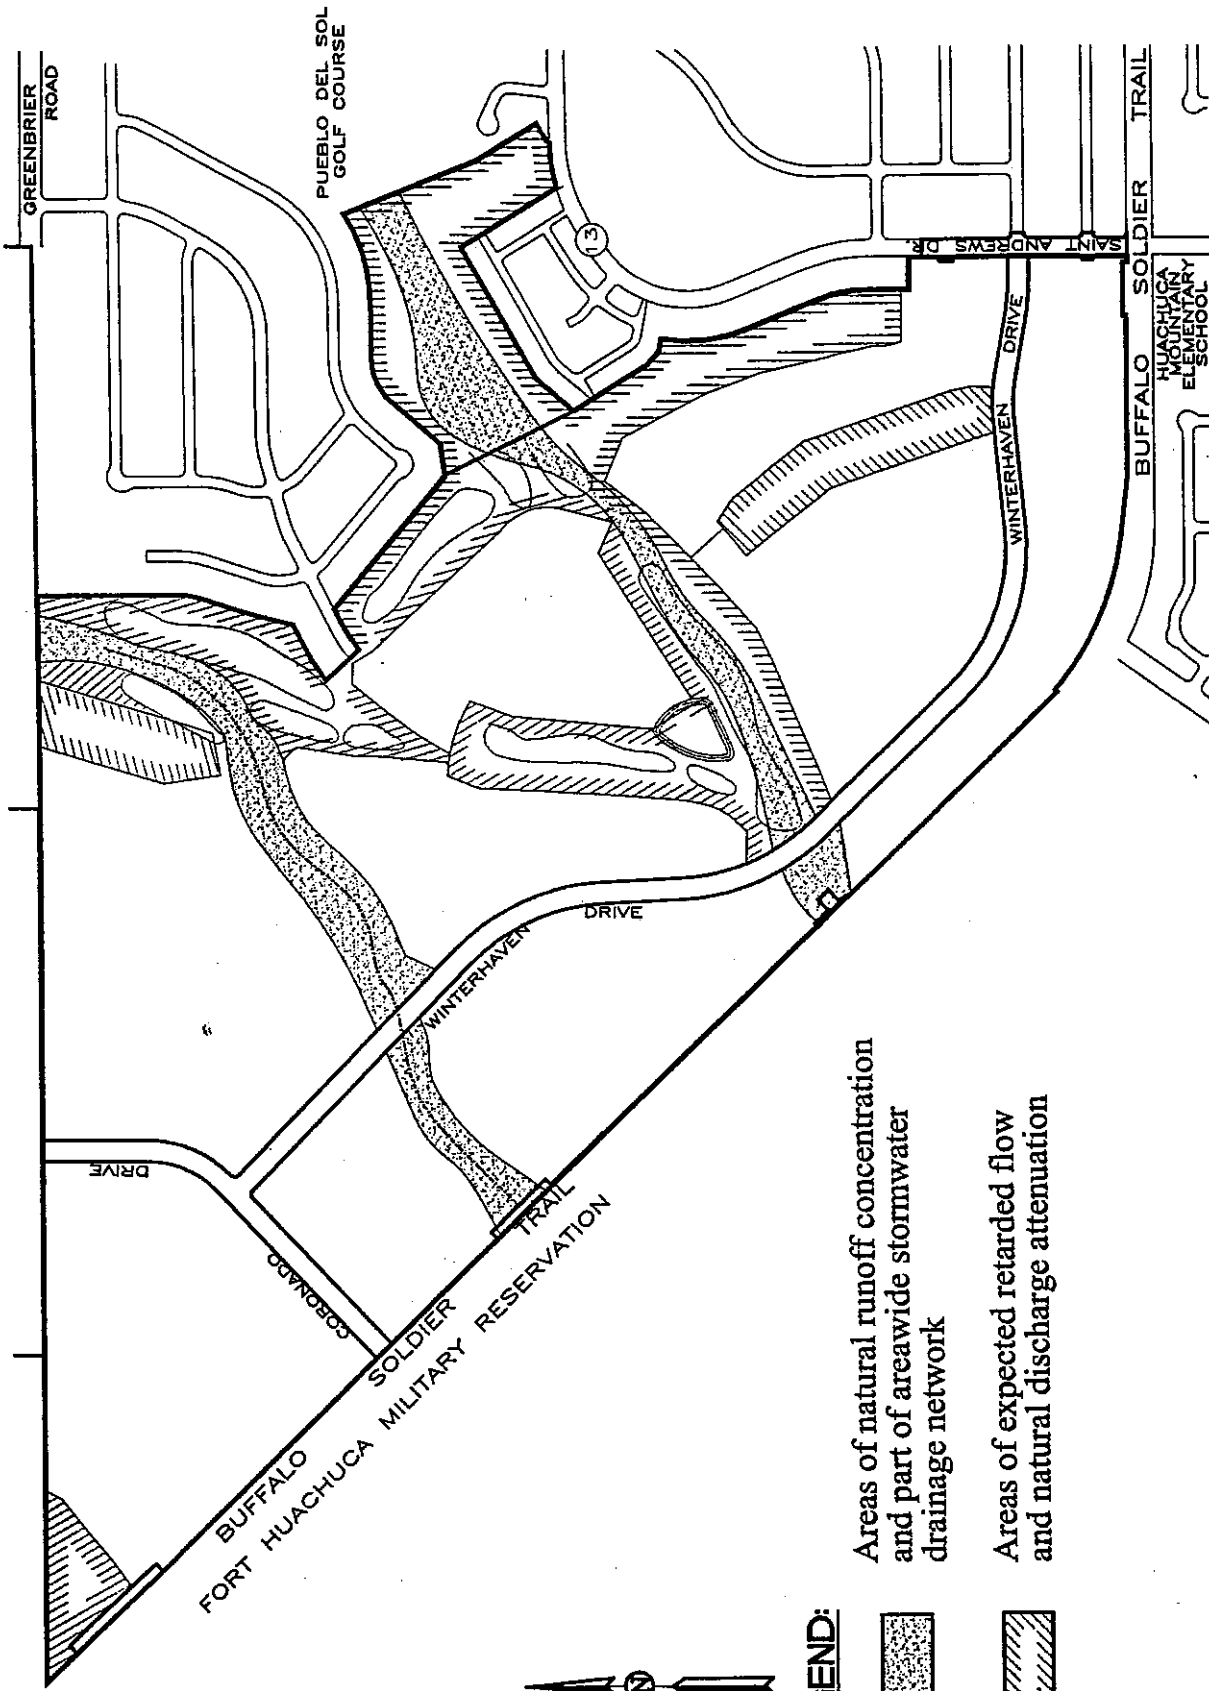 GREENBRIER
ROAD
PUEBLO DEL SOL
GOLF COURSE
13
SAINT ANDREWS DR.
BUFFALO SOLDIER TRAIL
HUACHUCA
MOUNTAIN
ELEMENTARY
SCHOOL
WINTERHAVEN DRIVE
WINTERHAVEN DRIVE
CORONADO DRIVE
BUFFALO SOLDIER TRAIL
FORT HUACHUCA MILITARY RESERVATION
N
END:
Areas of natural runoff concentration
and part of areawide stormwater
drainage network
Areas of expected retarded flow
and natural discharge attenuation